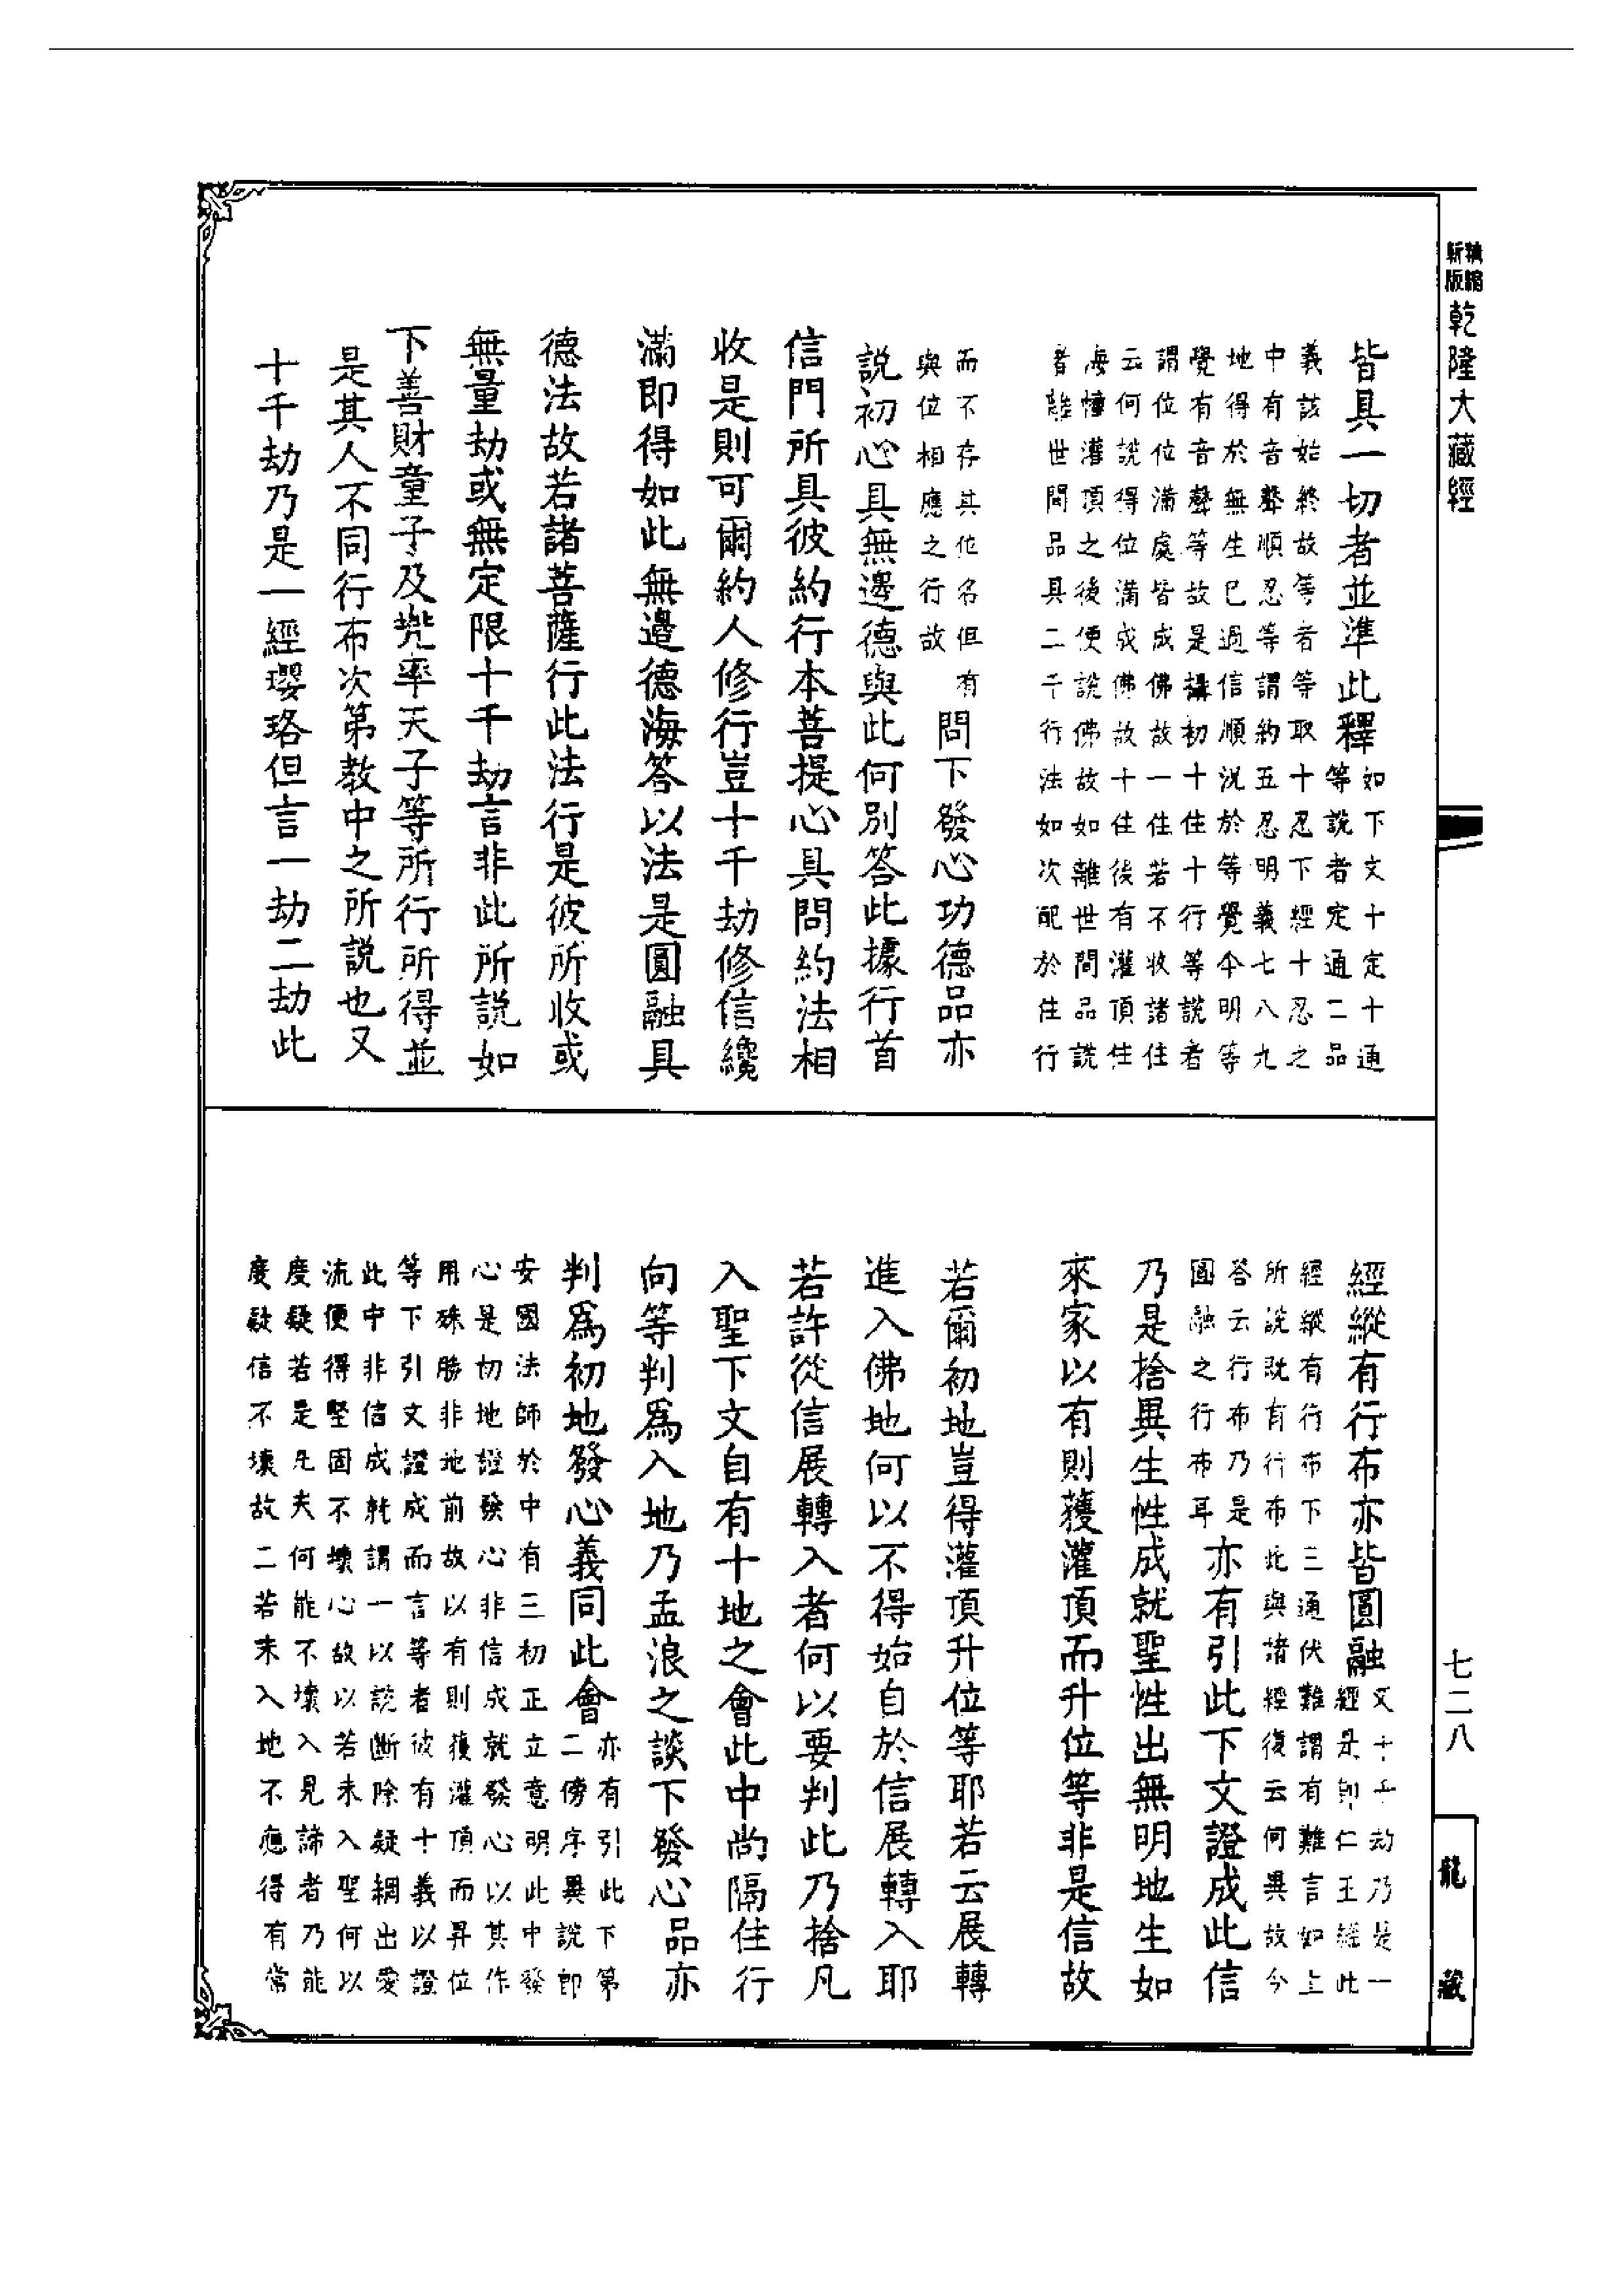 精縮新版乾隆大藏經
皆具一切者並準此釋
如下文十定十通
等說者定通二品
義該始終故等者等取十忍下經十忍之
中有音聲順忍等謂約五忍明義七八九
地得於無生已過信順況於等覺今明等
覺有音聲等故是攝初十住十行等說者
謂位位滿處皆成佛故一住若不收諸住
云何說得位滿成佛故十住後有灌頂住
海幢灌頂之後便說佛故如離世間品說
者離世間品具二千行法如次配於住行
而不存其位名但有
與位相應之行故
問下發心功德品亦
說初心具無邊德與此何別答此據行首
信門所具彼約行本菩提心具問約法相
收是則可爾約人修行豈十千劫修信纔
滿即得如此無邊德海答以法是圓融具
德法故若諸菩薩行此法行是彼所收或
無量劫或無定限十千劫言非此所說如
下善財童子及兠率天子等所行所得並
是其人不同行布次第教中之所說也又
十千劫乃是一經瓔珞但言一劫二劫此
經縱有行布亦皆圓融
又十千劫乃是一
經是即仁王經此
經縱有行布下三通伏難謂有難言如上
所說既有行布此與諸經復云何異故今
答云行布乃是
圓融之行布耳
亦有引此下文證成此信
乃是捨異生性成就聖性出無明地生如
來家以有則獲灌頂而升位等非是信故
若爾初地豈得灌頂升位等耶若云展轉
進入佛地何以不得始自於信展轉入耶
若許從信展轉入者何以要判此乃捨凡
入聖下文自有十地之會此中尚隔住行
向等判爲入地乃孟浪之談下發心品亦
判爲初地發心義同此會
亦有引此下第
二傍序異說即
安國法師於中有三初正立意明此中發
心是初地證發心非信成就發心以其作
用殊勝非地前故以有則獲灌頂而昇位
等下引文證成而言等者彼有十義以證
此中非信成就謂一以說斷除疑網出愛
流便得堅固不壞心故以若未入聖何以
度疑若是凡夫何能不壞入見諦者乃能
度疑信不壞故二若未入地不應得有常
七二八
龍藏